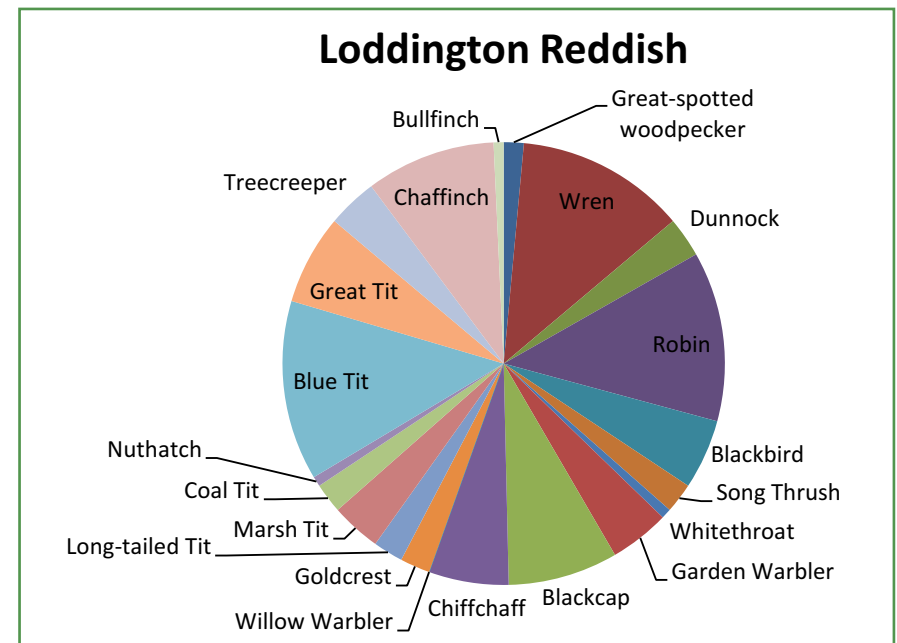 Loddington Reddish
Great-spotted
woodpecker
Bullfinch
Treecreeper
Chaffinch
Wren
Dunnock
Great Tit
Robin
Blue Tit
Nuthatch
Blackbird
Coal Tit
Song Thrush
Marsh Tit
Whitethroat
Long-tailed Tit
Garden Warbler
Goldcrest
Blackcap
Chiffchaff
Willow Warbler